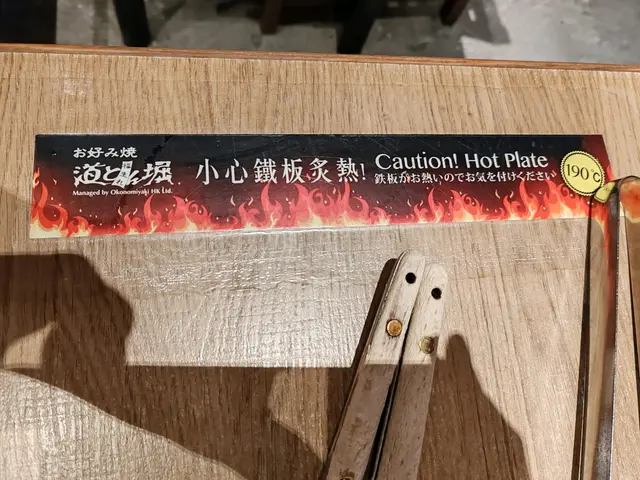 お好み焼
道とん堀
Managed by Okonomiyaki HK Ltd.
小心鐵板炙熱!
Caution! Hot Plate
鉄板がお熱いのでお気を付けください
190℃